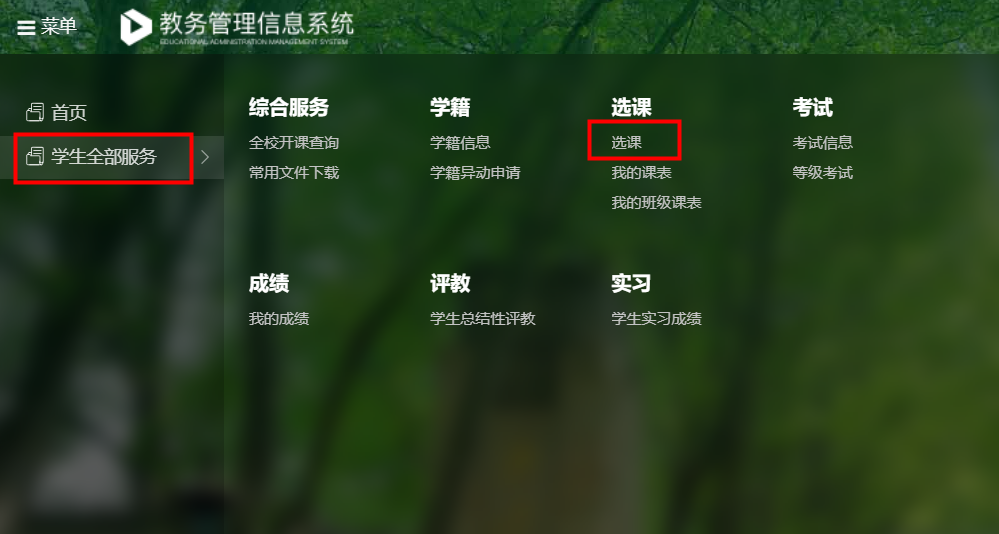 菜单
教务管理信息系统
EDUCATIONAL ADMINISTRATION MANAGEMENT SYSTEM
首页
学生全部服务
综合服务
全校开课查询
常用文件下载
学籍
学籍信息
学籍异动申请
选课
选课
我的课表
我的班级课表
考试
考试信息
等级考试
成绩
我的成绩
评教
学生总结性评教
实习
学生实习成绩